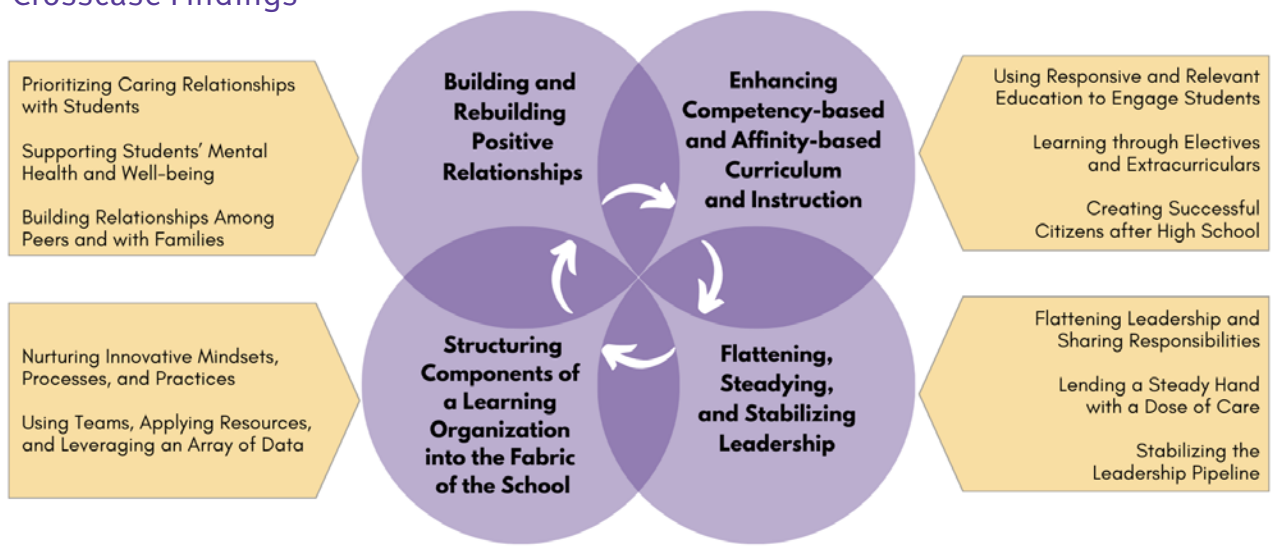 Crosscase Findings
Prioritizing Caring Relationships
with Students
Supporting Students’ Mental
Health and Well-being
Building Relationships Among
Peers and with Families
Building and
Rebuilding
Positive
Relationships
Enhancing
Competency-based
and Affinity-based
Curriculum
and Instruction
Using Responsive and Relevant
Education to Engage Students
Learning through Electives
and Extracurriculars
Creating Successful
Citizens after High School
Nurturing Innovative Mindsets,
Processes, and Practices
Using Teams, Applying Resources,
and Leveraging an Array of Data
Structuring
Components of
a Learning
Organization
into the Fabric
of the School
Flattening,
Steadying,
and Stabilizing
Leadership
Flattening Leadership and
Sharing Responsibilities
Lending a Steady Hand
with a Dose of Care
Stabilizing the
Leadership Pipeline